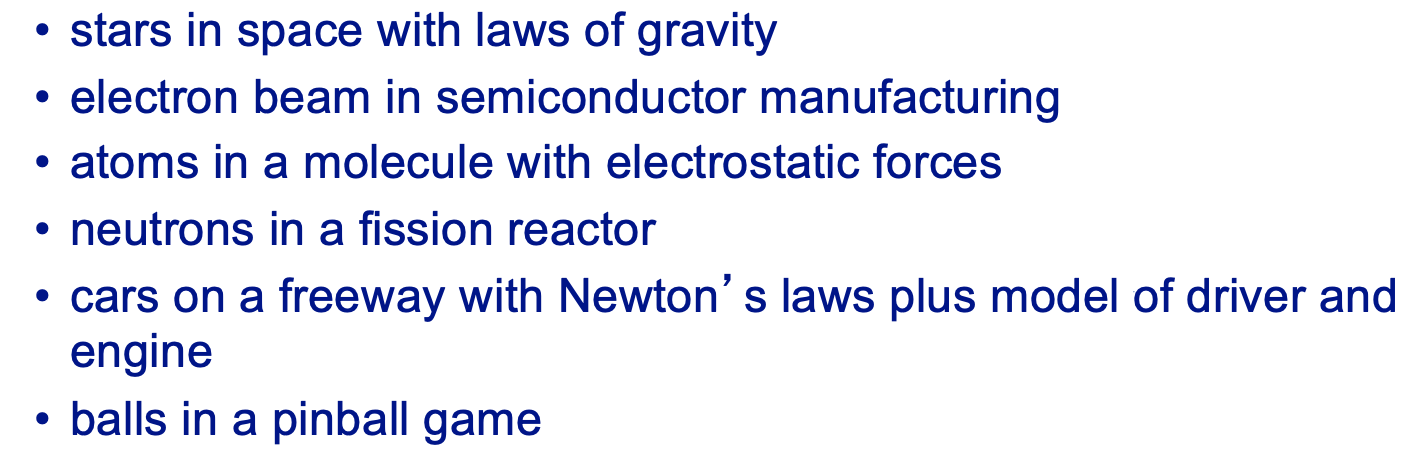 • stars in space with laws of gravity
• electron beam in semiconductor manufacturing
• atoms in a molecule with electrostatic forces
• neutrons in a fission reactor
• cars on a freeway with Newton’s laws plus model of driver and
engine
• balls in a pinball game